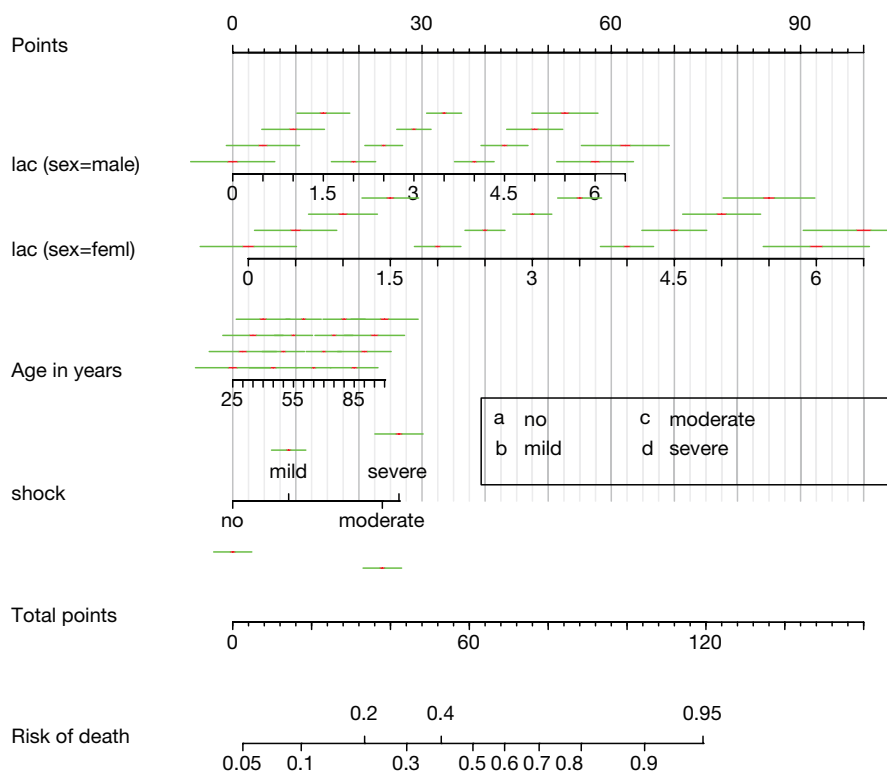 0 30 60 90
Points
lac (sex=male)
0 1.5 3 4.5 6
lac (sex=feml)
0 1.5 3 4.5 6
Age in years
25 55 85
a no c moderate
b mild d severe
mild severe
shock
no moderate
Total points
0 60 120
0.2 0.4 0.95
Risk of death
0.05 0.1 0.3 0.5 0.6 0.7 0.8 0.9